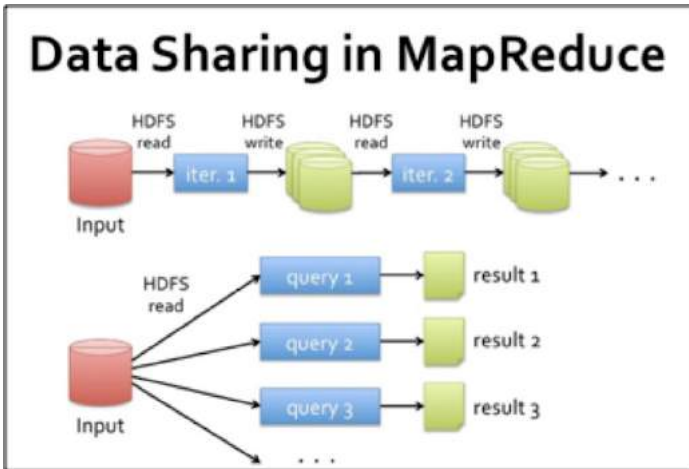 Data Sharing in MapReduce
HDFS read
HDFS write
HDFS read
HDFS write
iter. 1
iter. 2
. . .
Input
HDFS read
query 1
result 1
query 2
result 2
query 3
result 3
Input
. . .